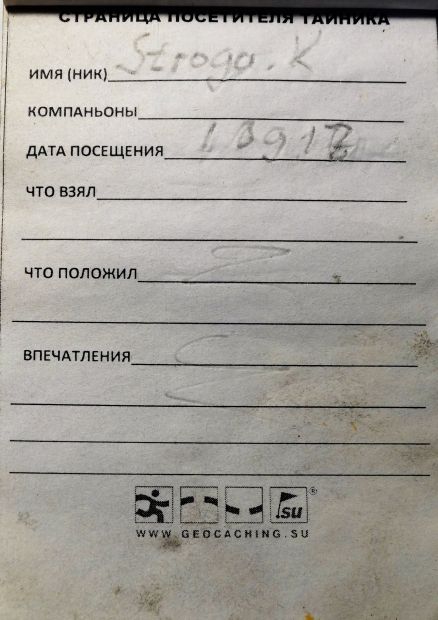 СТРАНИЦА ПОСЕТИТЕЛЯ ТАЙНИКА
ИМЯ (НИК) Strogo. K
КОМПАНЬОНЫ
ДАТА ПОСЕЩЕНИЯ
ЧТО ВЗЯЛ
ЧТО ПОЛОЖИЛ
ВПЕЧАТЛЕНИЯ
.su ®
WWW.GEOCACHING.SU